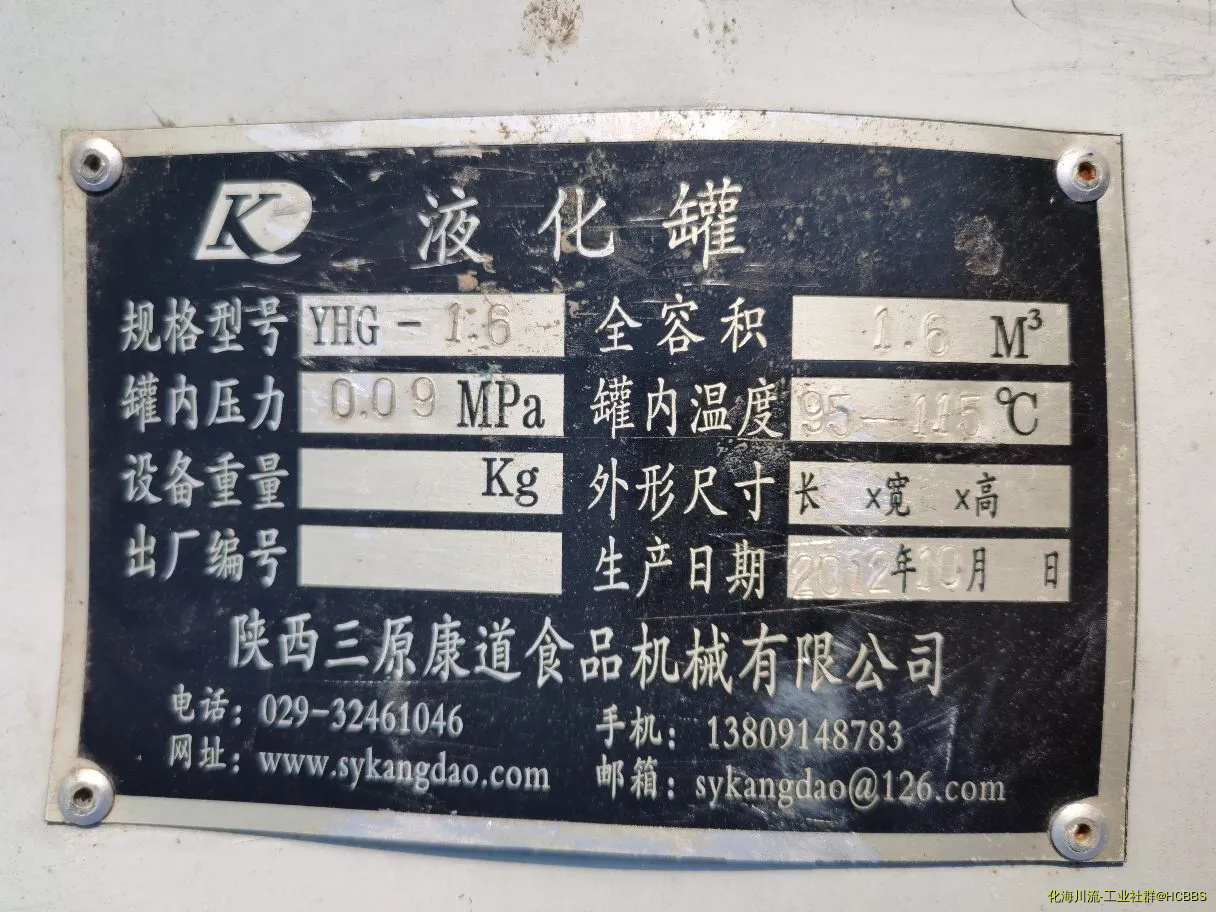 K 液化罐
规格型号 YHG-1.6 全容积 1.6 M³
罐内压力 0.09 MPa 罐内温度 95-115 ℃
设备重量 Kg 外形尺寸 长 x宽 x高
出厂编号 生产日期 2012年10月 日
陕西三原康道食品机械有限公司
电话：029-32461046 手机：13809148783
网址：www.sykangdao.com 邮箱：sykangdao@126.com
化海川流-工业社群@HCBBS